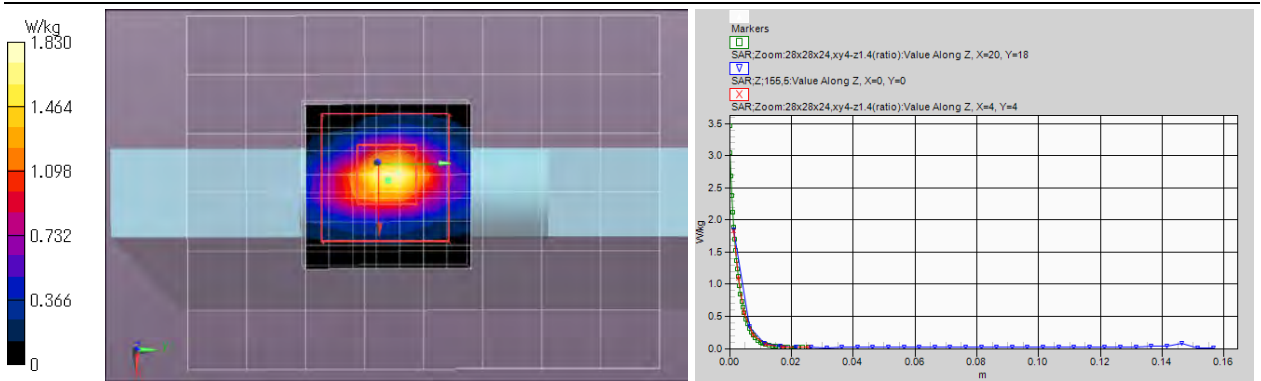 W/kg
1.830
1.464
1.098
0.732
0.366
0
Markers
SAR;Zoom:28x28x24,xy4-z1.4(ratio):Value Along Z, X=20, Y=18
SAR;Z;155,5:Value Along Z, X=0, Y=0
SAR;Zoom:28x28x24,xy4-z1.4(ratio):Value Along Z, X=4, Y=4
3.5
3.0
2.5
2.0
1.5
1.0
0.5
0.0
W/kg
0.00 0.02 0.04 0.06 0.08 0.10 0.12 0.14 0.16
m